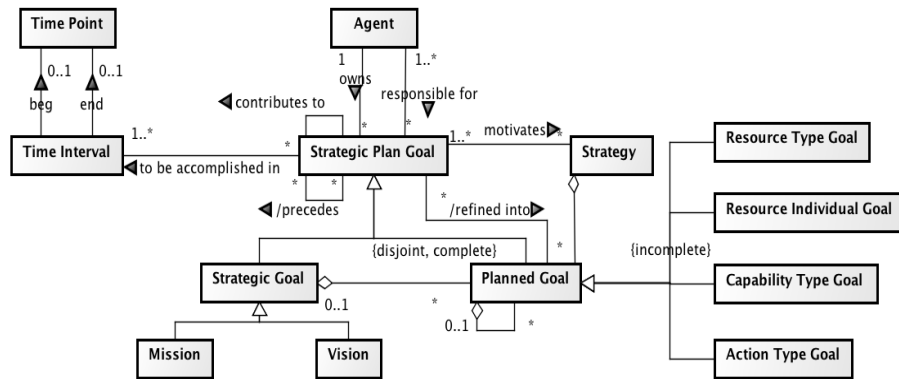 Time Point
Agent
0..1
0..1
1
1..*
owns
beg
end
contributes to
responsible for
Resource Type Goal
1..*
*
*
*
1..*
motivates
*
Time Interval
Strategic Plan Goal
Strategy
to be accomplished in
*
*
*
/precedes
/refined into
Resource Individual Goal
{disjoint, complete}
*
{incomplete}
Strategic Goal
Planned Goal
Capability Type Goal
0..1
*
0..1
*
Mission
Vision
Action Type Goal